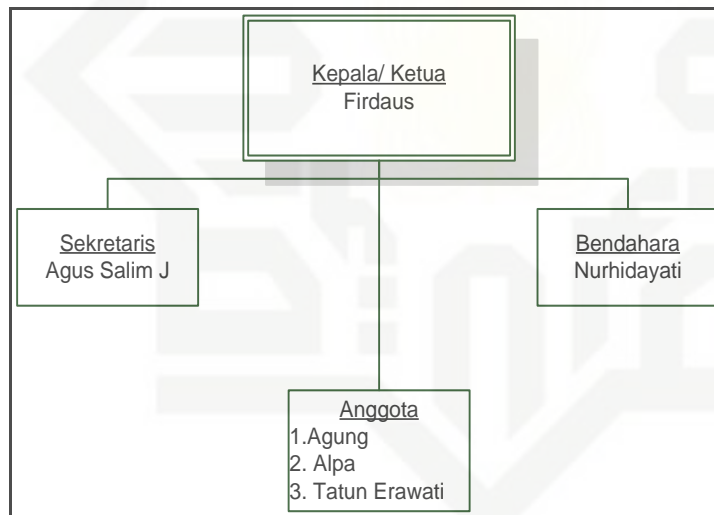 Kepala/ Ketua
Firdaus
Sekretaris
Agus Salim J
Bendahara
Nurhidayati
Anggota
1.Agung
2. Alpa
3. Tatun Erawati